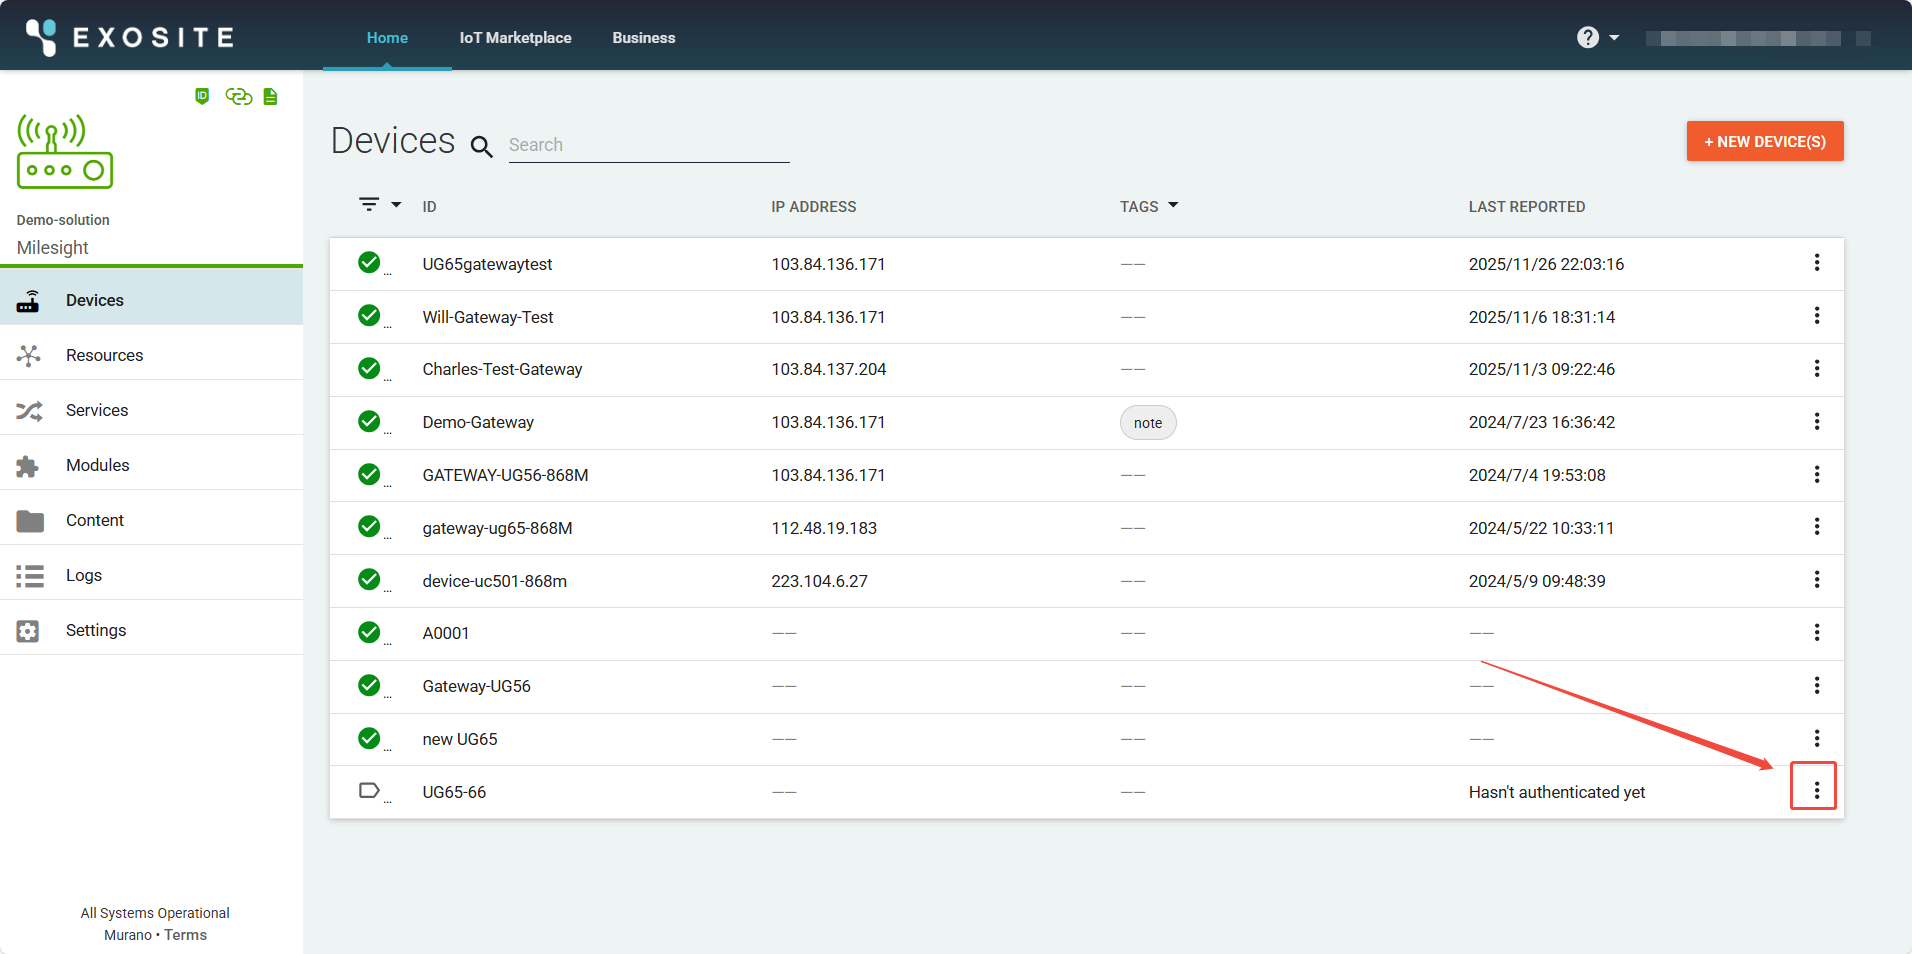 EXOSITE
Home
IoT Marketplace
Business
?
ID
Demo-solution
Milesight
Devices
Resources
Services
Modules
Content
Logs
Settings
All Systems Operational
Murano • Terms
Devices
Search
+ NEW DEVICE(S)
ID IP ADDRESS TAGS LAST REPORTED
... UG65gatewaytest 103.84.136.171 —— 2025/11/26 22:03:16
... Will-Gateway-Test 103.84.136.171 —— 2025/11/6 18:31:14
... Charles-Test-Gateway 103.84.137.204 —— 2025/11/3 09:22:46
... Demo-Gateway 103.84.136.171 note 2024/7/23 16:36:42
... GATEWAY-UG56-868M 103.84.136.171 —— 2024/7/4 19:53:08
... gateway-ug65-868M 112.48.19.183 —— 2024/5/22 10:33:11
... device-uc501-868m 223.104.6.27 —— 2024/5/9 09:48:39
... A0001 —— —— ——
... Gateway-UG56 —— —— ——
... new UG65 —— —— ——
... UG65-66 —— —— Hasn't authenticated yet